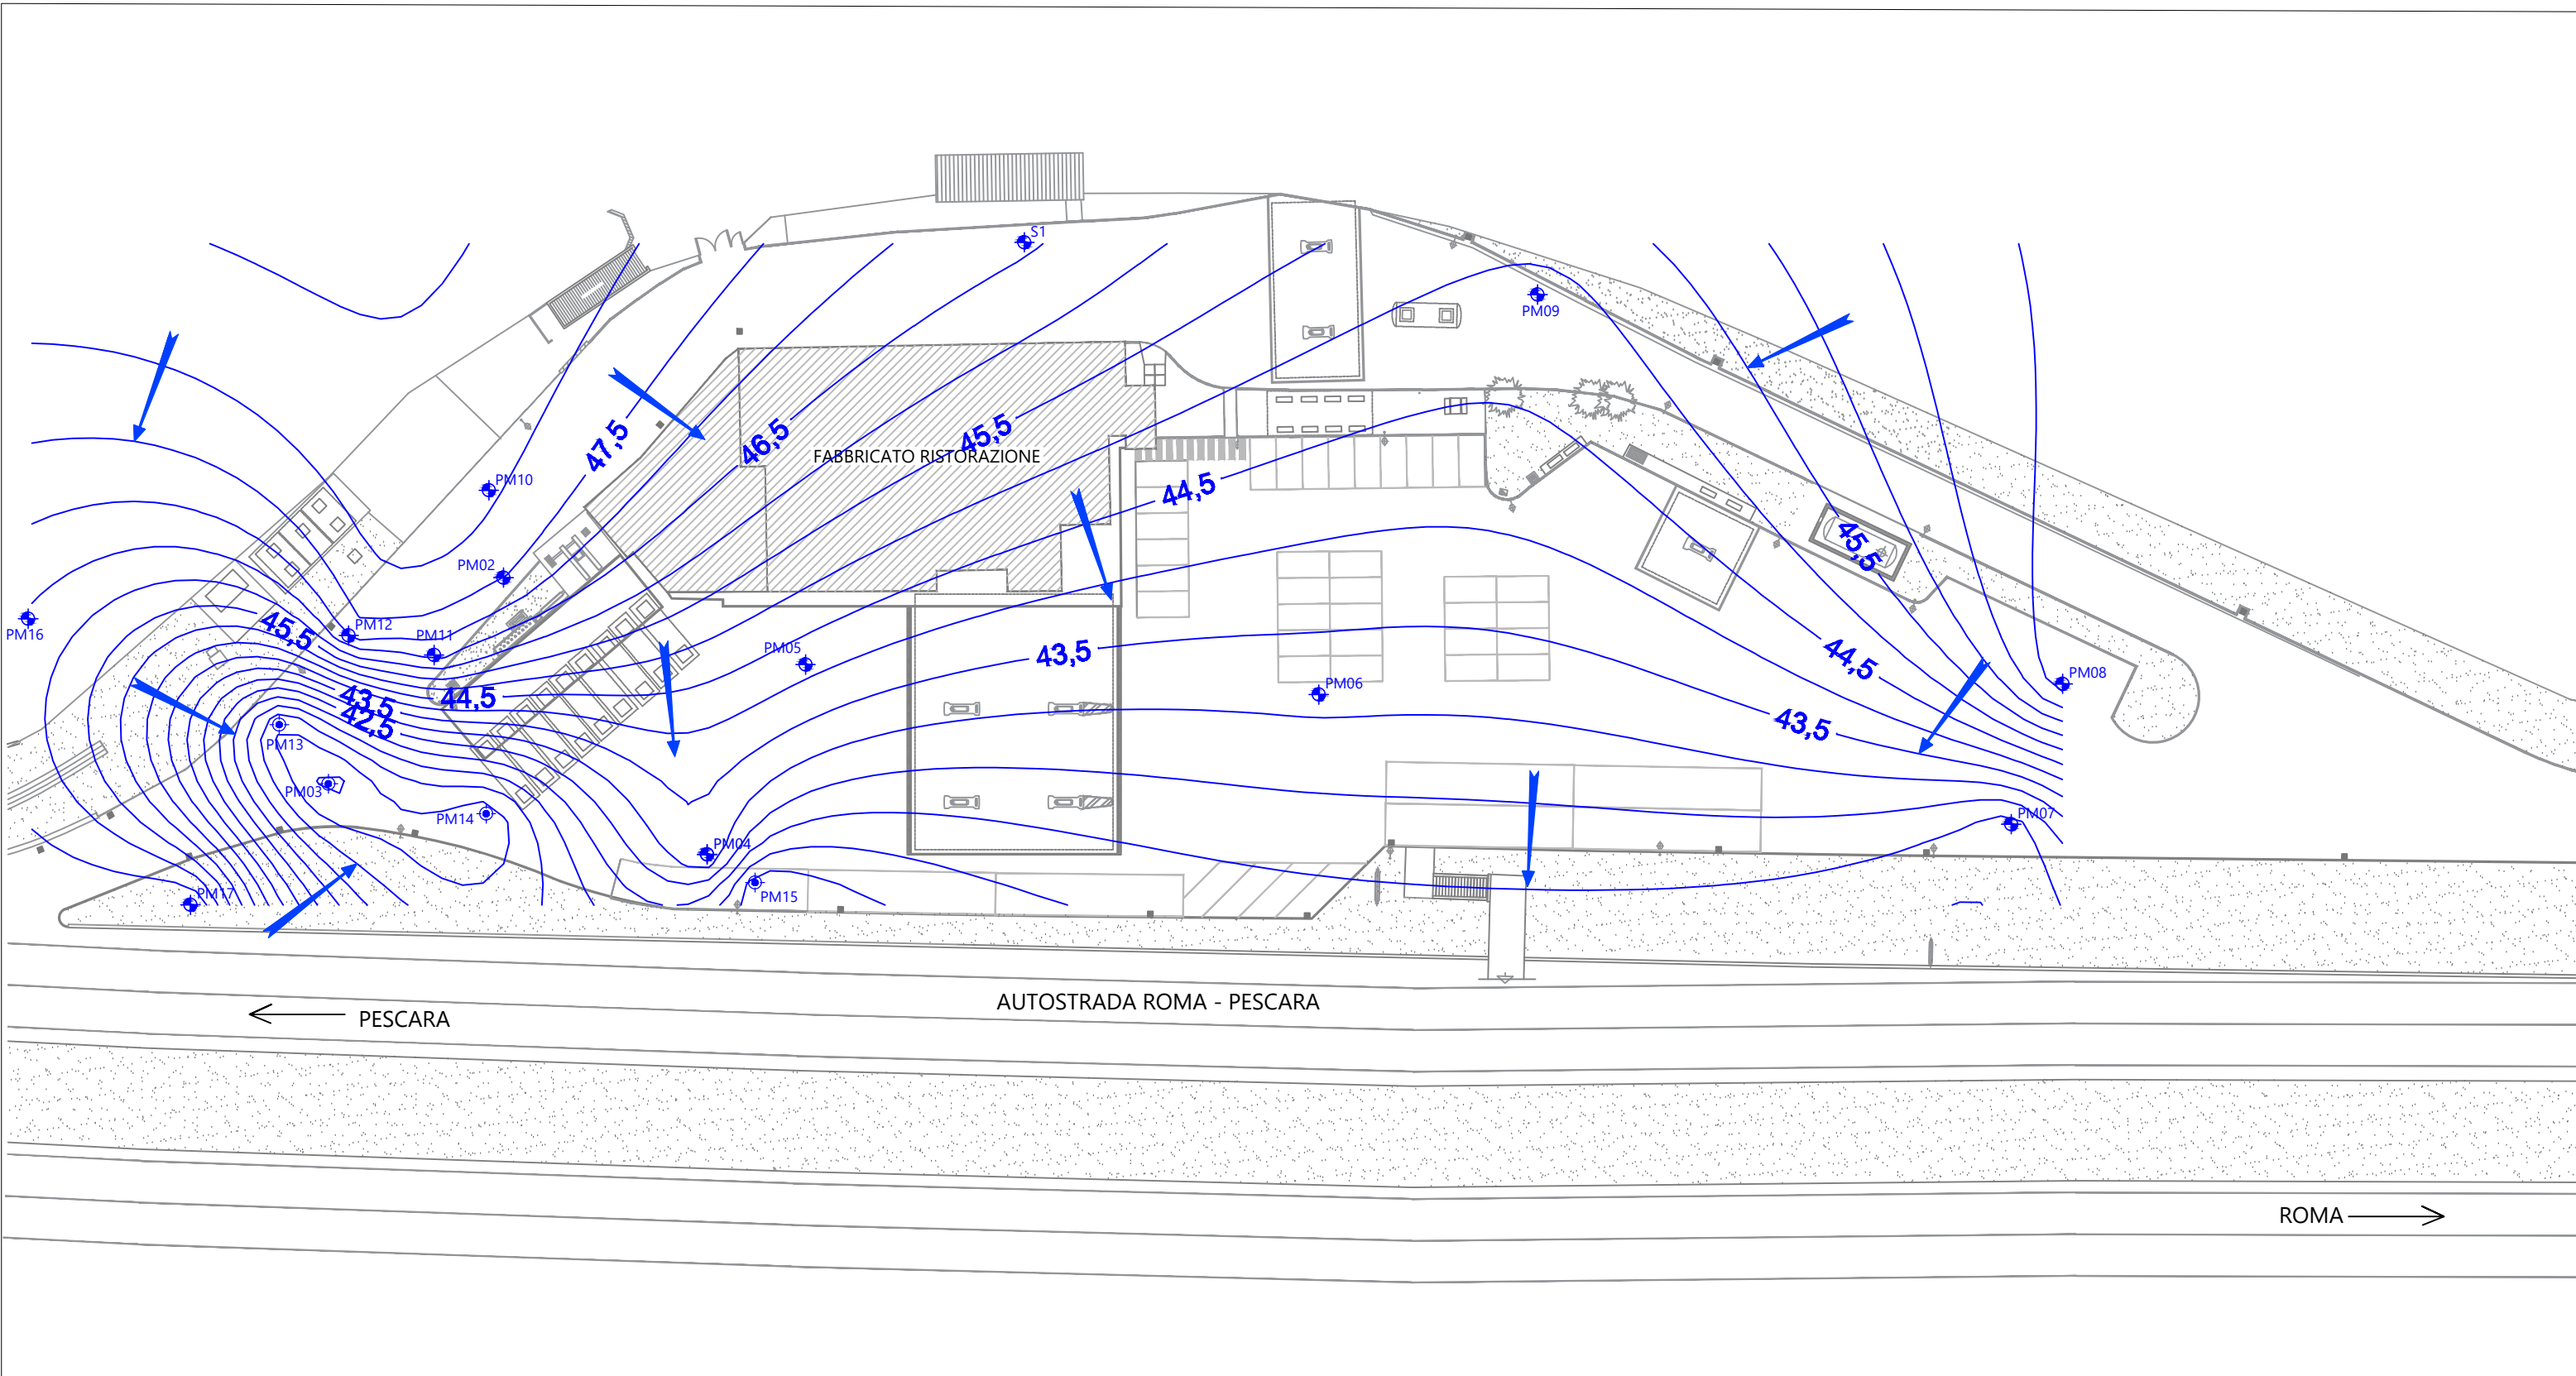 S1
PM09
47,5
46,5
45,5
FABBRICATO RISTORAZIONE
PM10
44,5
45,5
PM02
PM16
PM12
PM11
45,5
PM05
43,5
44,5
PM08
PM06
43,5
44,5
42,5
43,5
PM13
PM03
PM14
PM07
PM04
PM17
PM15
AUTOSTRADA ROMA - PESCARA
PESCARA
ROMA